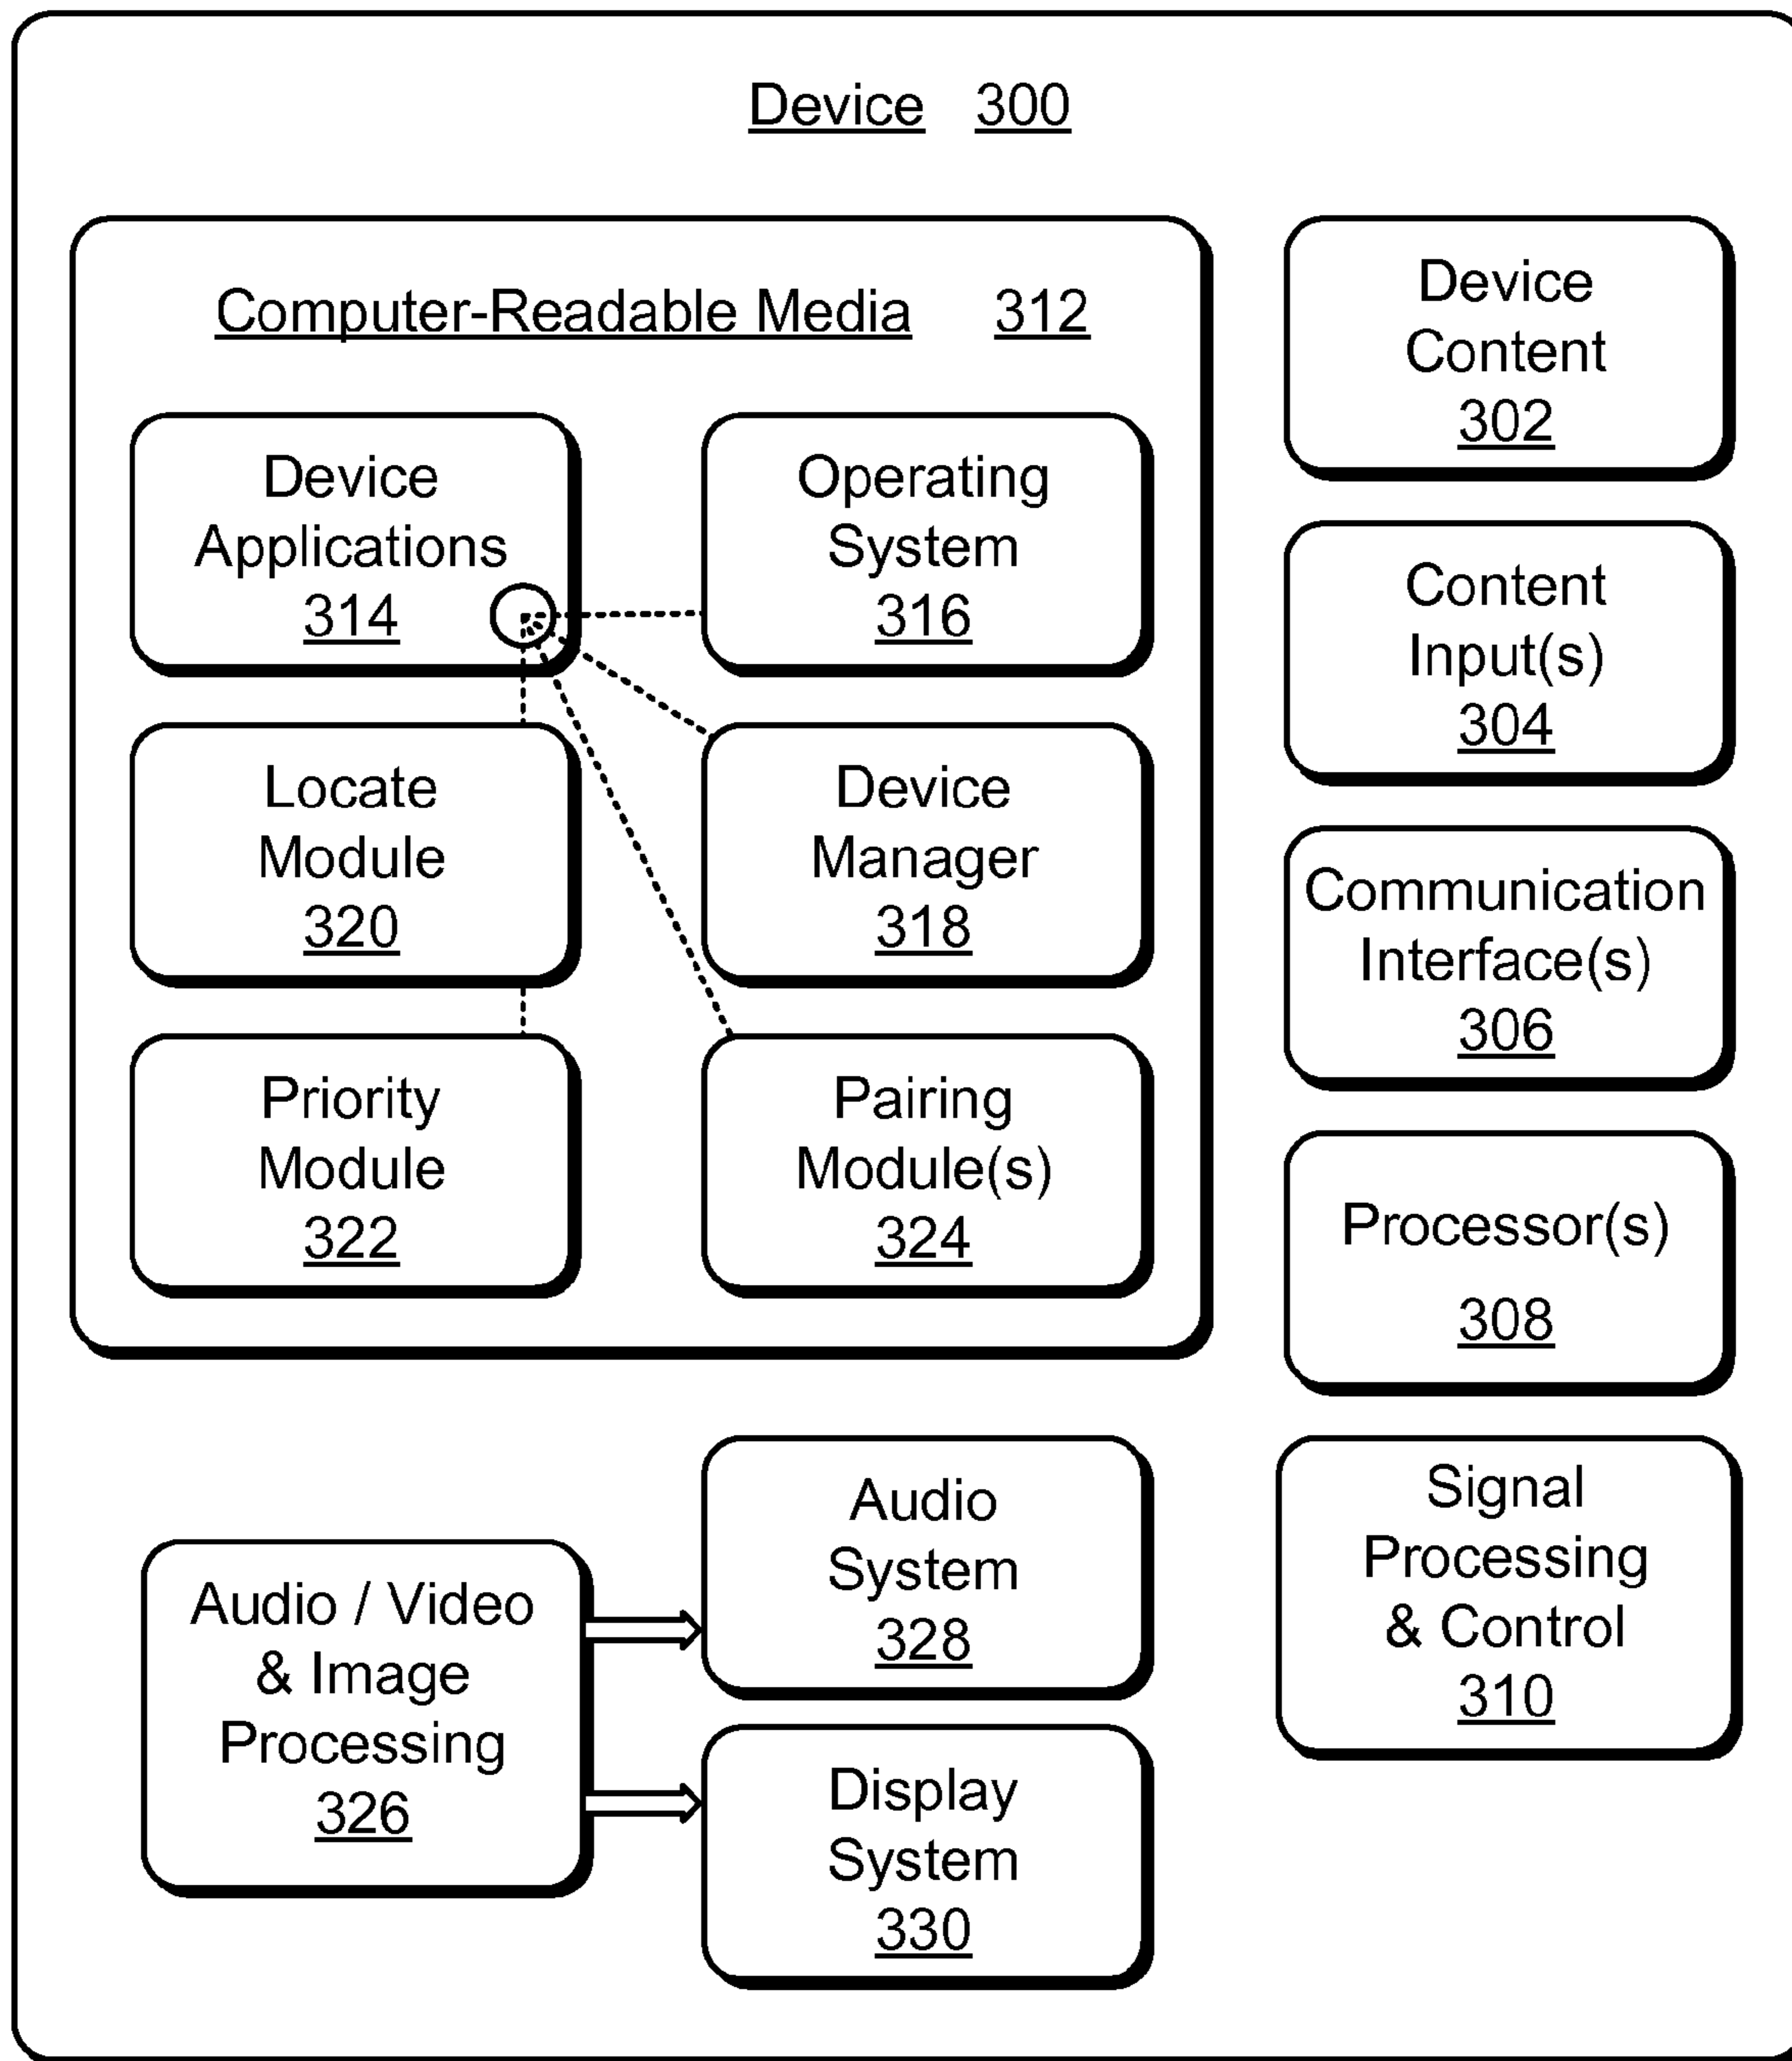 Device 300
Computer-Readable Media 312
Device
Applications
314
Operating
System
316
Locate
Module
320
Device
Manager
318
Priority
Module
322
Pairing
Module(s)
324
Device
Content
302
Content
Input(s)
304
Communication
Interface(s)
306
Processor(s)
308
Signal
Processing
& Control
310
Audio / Video
& Image
Processing
326
Audio
System
328
Display
System
330